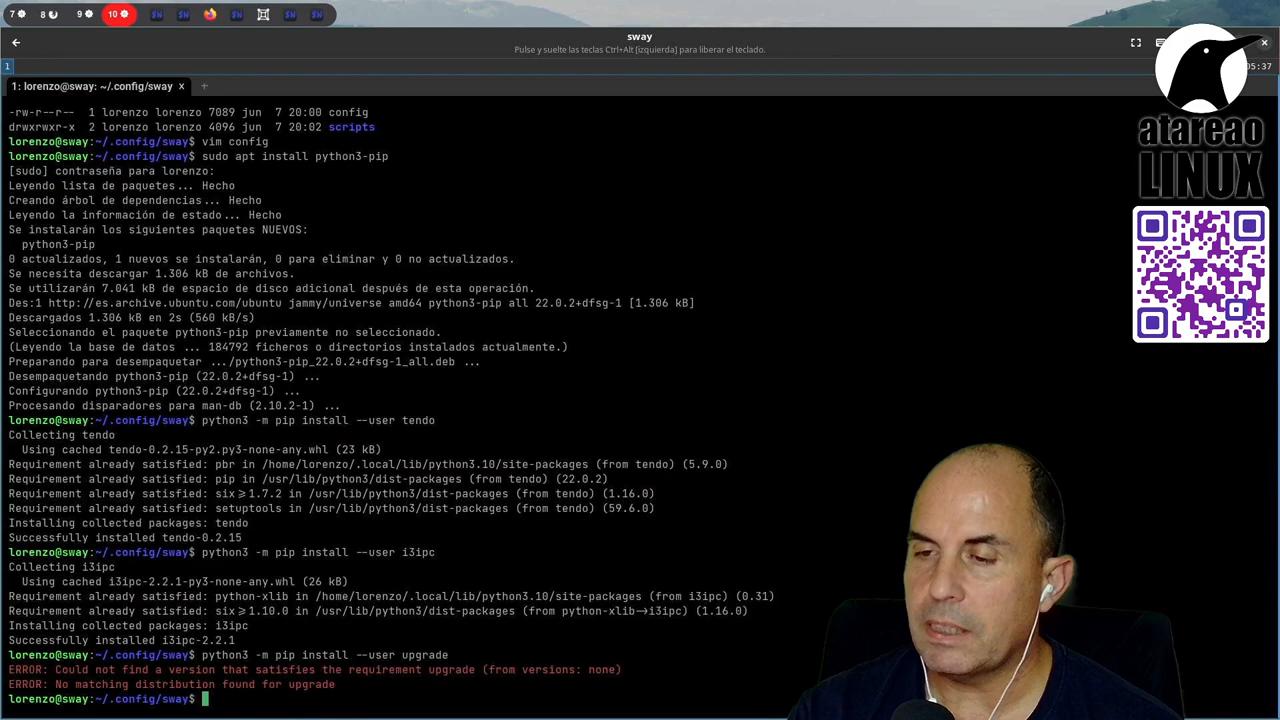 7 8 9 10
sway
Pulse y suelte las teclas Ctrl+Alt [izquierda] para liberar el teclado.
1
05:37
1: lorenzo@sway: ~/.config/sway
-rw-r--r-- 1 lorenzo lorenzo 7089 jun 7 20:00 config
drwxrwxr-x 2 lorenzo lorenzo 4096 jun 7 20:02 scripts
lorenzo@sway:~/.config/sway$ vim config
lorenzo@sway:~/.config/sway$ sudo apt install python3-pip
[sudo] contraseña para lorenzo:
Leyendo lista de paquetes... Hecho
Creando árbol de dependencias... Hecho
Leyendo la información de estado... Hecho
Se instalarán los siguientes paquetes NUEVOS:
python3-pip
0 actualizados, 1 nuevos se instalarán, 0 para eliminar y 0 no actualizados.
Se necesita descargar 1.306 kB de archivos.
Se utilizarán 7.041 kB de espacio de disco adicional después de esta operación.
Des:1 http://es.archive.ubuntu.com/ubuntu jammy/universe amd64 python3-pip all 22.0.2+dfsg-1 [1.306 kB]
Descargados 1.306 kB en 2s (560 kB/s)
Seleccionando el paquete python3-pip previamente no seleccionado.
(Leyendo la base de datos ... 184792 ficheros o directorios instalados actualmente.)
Preparando para desempaquetar .../python3-pip_22.0.2+dfsg-1_all.deb ...
Desempaquetando python3-pip (22.0.2+dfsg-1) ...
Configurando python3-pip (22.0.2+dfsg-1) ...
Procesando disparadores para man-db (2.10.2-1) ...
lorenzo@sway:~/.config/sway$ python3 -m pip install --user tendo
Collecting tendo
Using cached tendo-0.2.15-py2.py3-none-any.whl (23 kB)
Requirement already satisfied: pbr in /home/lorenzo/.local/lib/python3.10/site-packages (from tendo) (5.9.0)
Requirement already satisfied: pip in /usr/lib/python3/dist-packages (from tendo) (22.0.2)
Requirement already satisfied: six>=1.7.2 in /usr/lib/python3/dist-packages (from tendo) (1.16.0)
Requirement already satisfied: setuptools in /usr/lib/python3/dist-packages (from tendo) (59.6.0)
Installing collected packages: tendo
Successfully installed tendo-0.2.15
lorenzo@sway:~/.config/sway$ python3 -m pip install --user i3ipc
Collecting i3ipc
Using cached i3ipc-2.2.1-py3-none-any.whl (26 kB)
Requirement already satisfied: python-xlib in /home/lorenzo/.local/lib/python3.10/site-packages (from i3ipc) (0.31)
Requirement already satisfied: six>=1.10.0 in /usr/lib/python3/dist-packages (from python-xlib->i3ipc) (1.16.0)
Installing collected packages: i3ipc
Successfully installed i3ipc-2.2.1
lorenzo@sway:~/.config/sway$ python3 -m pip install --user upgrade
ERROR: Could not find a version that satisfies the requirement upgrade (from versions: none)
ERROR: No matching distribution found for upgrade
lorenzo@sway:~/.config/sway$
atareao
LINUX